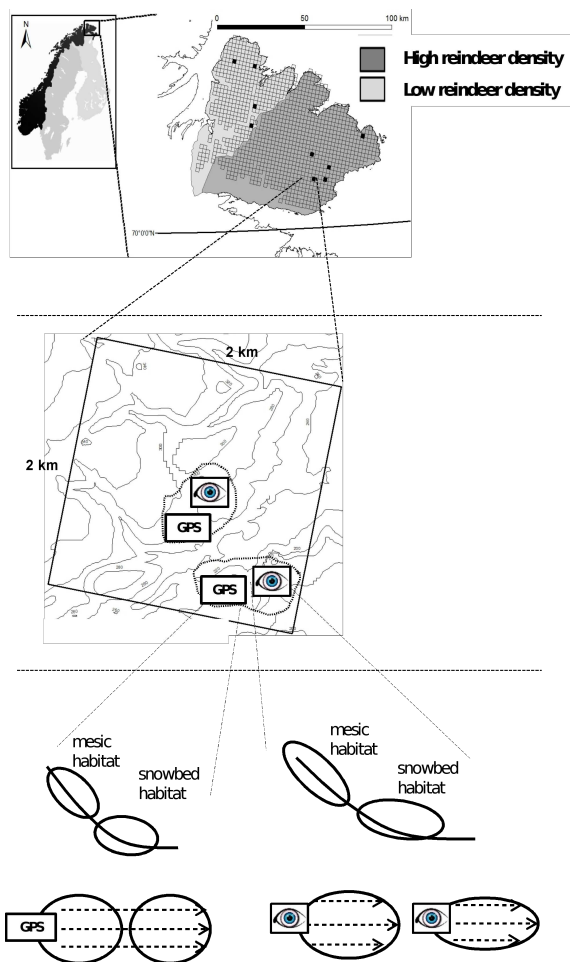 N
0 50 100 km
High reindeer density
Low reindeer density
70°0'0"N
2 km
2 km
GPS
GPS
mesic
habitat
snowbed
habitat
mesic
habitat
snowbed
habitat
GPS